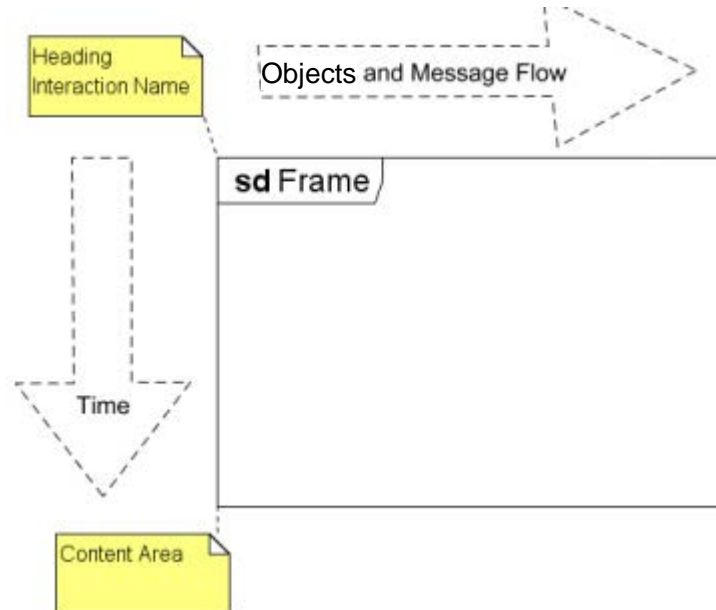 Heading
Interaction Name
Objects and Message Flow
sd Frame
Time
Content Area